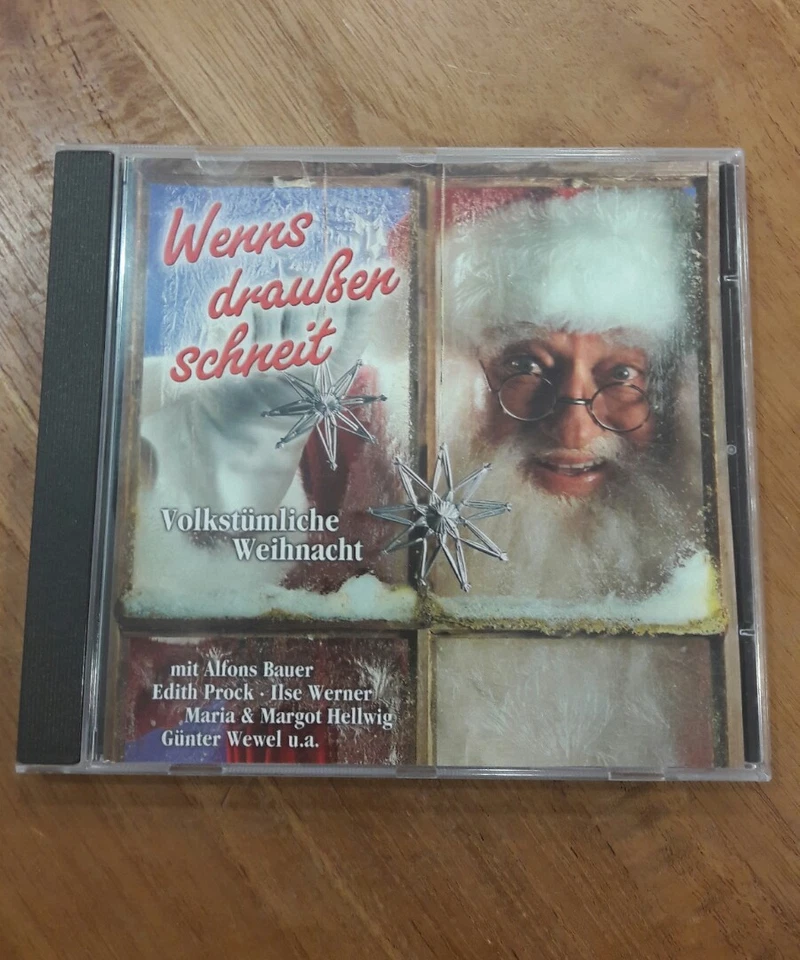 Wenns
draußen
schneit
Volkstümliche
Weihnacht
mit Alfons Bauer
Edith Prock · Ilse Werner
Maria & Margot Hellwig
Günter Wewel u.a.